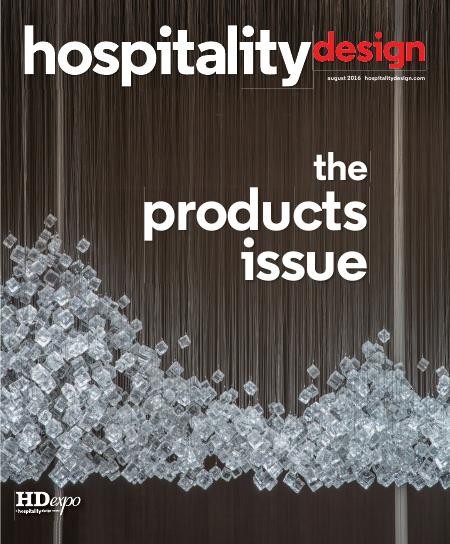 hospitalitydesign
august 2016 hospitalitydesign.com
the
products
issue
HDexpo